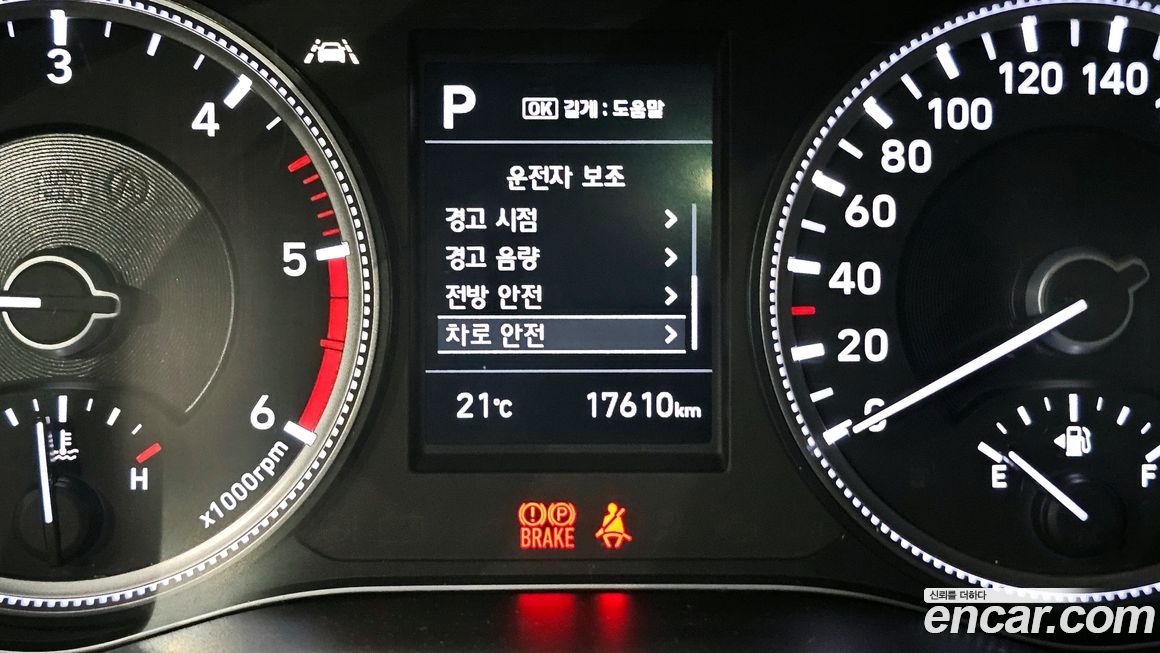 3
4
5
6
x1000rpm
H
P
OK 길게 : 도움말
운전자 보조
경고 시점
경고 음량
전방 안전
차로 안전
21℃ 17610km
BRAKE
0
20
40
60
80
100
120
140
E
F
신뢰를 더하다
encar.com